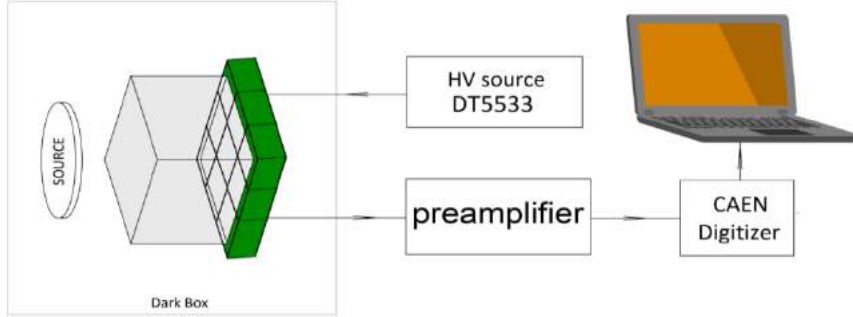 SOURCE
HV source
DT5533
preamplifier
CAEN
Digitizer
Dark Box